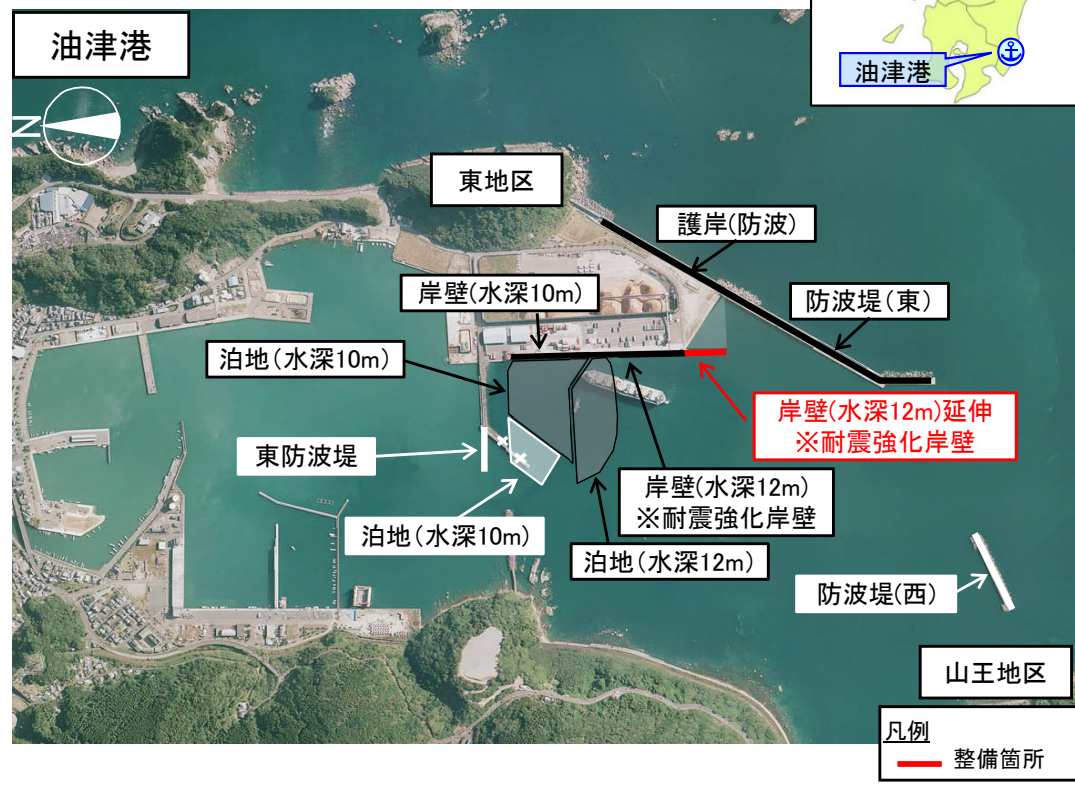 油津港
油津港
N
東地区
護岸(防波)
岸壁(水深10m)
防波堤(東)
泊地(水深10m)
岸壁(水深12m)延伸
※耐震強化岸壁
東防波堤
岸壁(水深12m)
※耐震強化岸壁
泊地(水深10m)
泊地(水深12m)
防波堤(西)
山王地区
凡例
整備箇所